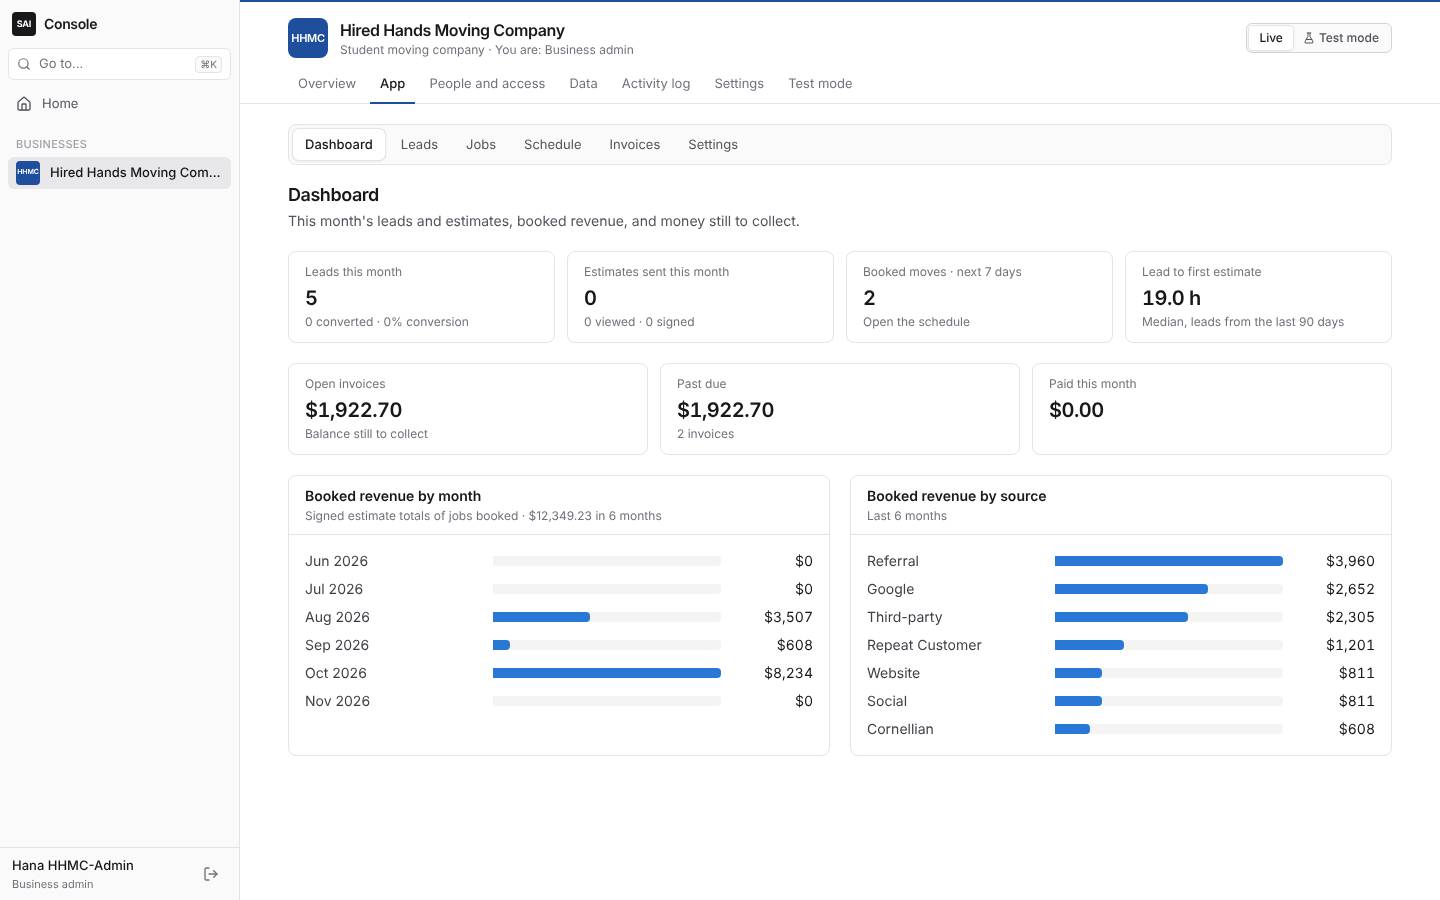 SAI Console
Go to... ⌘K
Home
BUSINESSES
HHMC Hired Hands Moving Com...
Hana HHMC-Admin
Business admin
HHMC
Hired Hands Moving Company
Student moving company · You are: Business admin
Live Test mode
Overview App People and access Data Activity log Settings Test mode
Dashboard Leads Jobs Schedule Invoices Settings
Dashboard
This month's leads and estimates, booked revenue, and money still to collect.
Leads this month
5
0 converted · 0% conversion
Estimates sent this month
0
0 viewed · 0 signed
Booked moves · next 7 days
2
Open the schedule
Lead to first estimate
19.0 h
Median, leads from the last 90 days
Open invoices
$1,922.70
Balance still to collect
Past due
$1,922.70
2 invoices
Paid this month
$0.00
Booked revenue by month
Signed estimate totals of jobs booked · $12,349.23 in 6 months
Jun 2026 $0
Jul 2026 $0
Aug 2026 $3,507
Sep 2026 $608
Oct 2026 $8,234
Nov 2026 $0
Booked revenue by source
Last 6 months
Referral $3,960
Google $2,652
Third-party $2,305
Repeat Customer $1,201
Website $811
Social $811
Cornellian $608